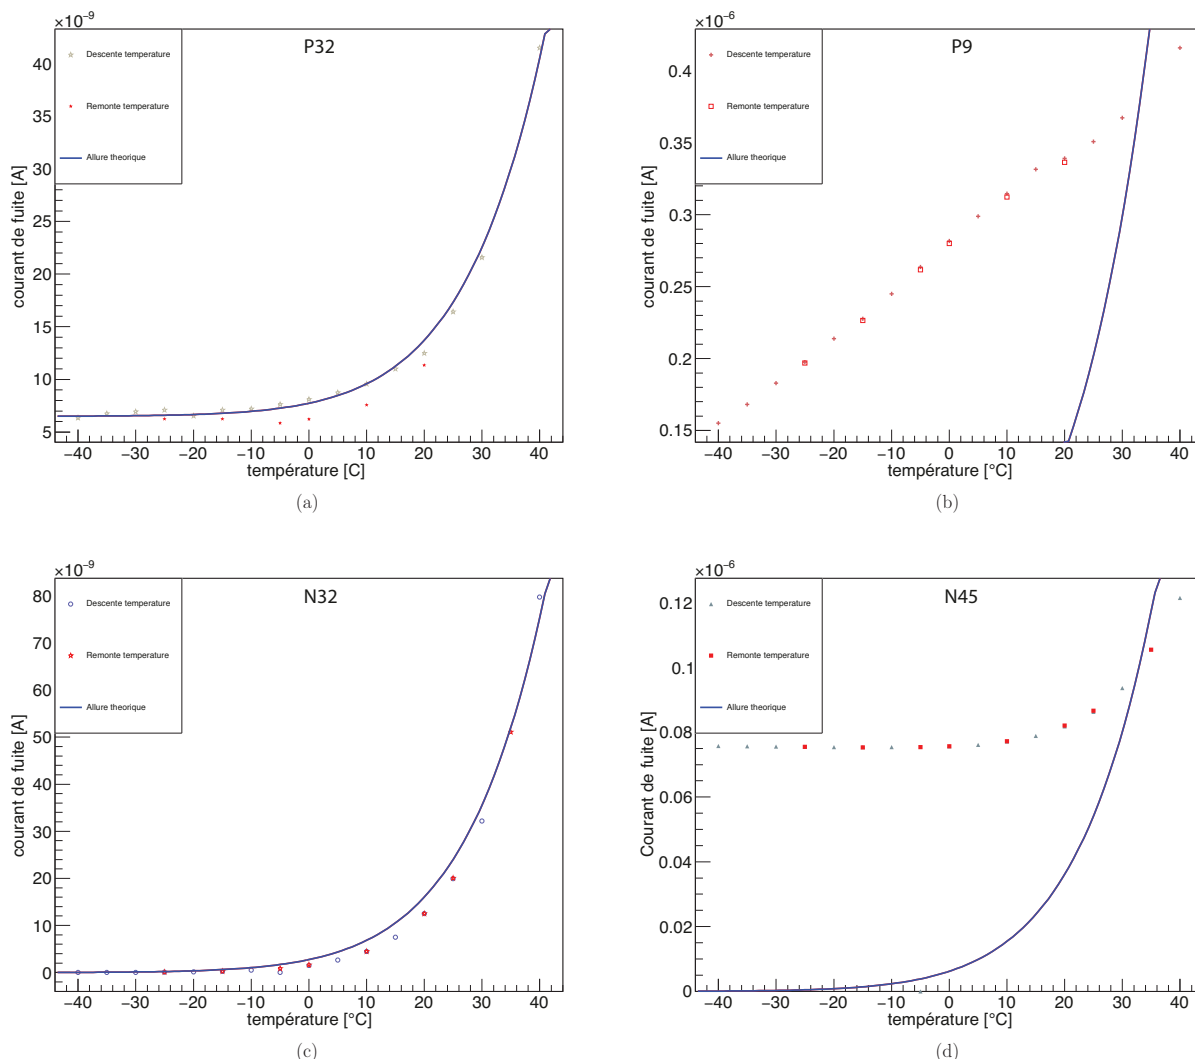 ×10⁻⁹
P32
Descente temperature
Remonte temperature
Allure theorique
courant de fuite [A]
40
35
30
25
20
15
10
5
−40 −30 −20 −10 0 10 20 30 40
température [C]
(a)
×10⁻⁶
P9
Descente temperature
Remonte temperature
Allure theorique
courant de fuite [A]
0.4
0.35
0.3
0.25
0.2
0.15
−40 −30 −20 −10 0 10 20 30 40
température [°C]
(b)
×10⁻⁹
N32
Descente temperature
Remonte temperature
Allure theorique
courant de fuite [A]
80
70
60
50
40
30
20
10
0
−40 −30 −20 −10 0 10 20 30 40
température [°C]
(c)
×10⁻⁶
N45
Descente temperature
Remonte temperature
Allure theorique
Courant de fuite [A]
0.12
0.1
0.08
0.06
0.04
0.02
0
−40 −30 −20 −10 0 10 20 30 40
température [°C]
(d)